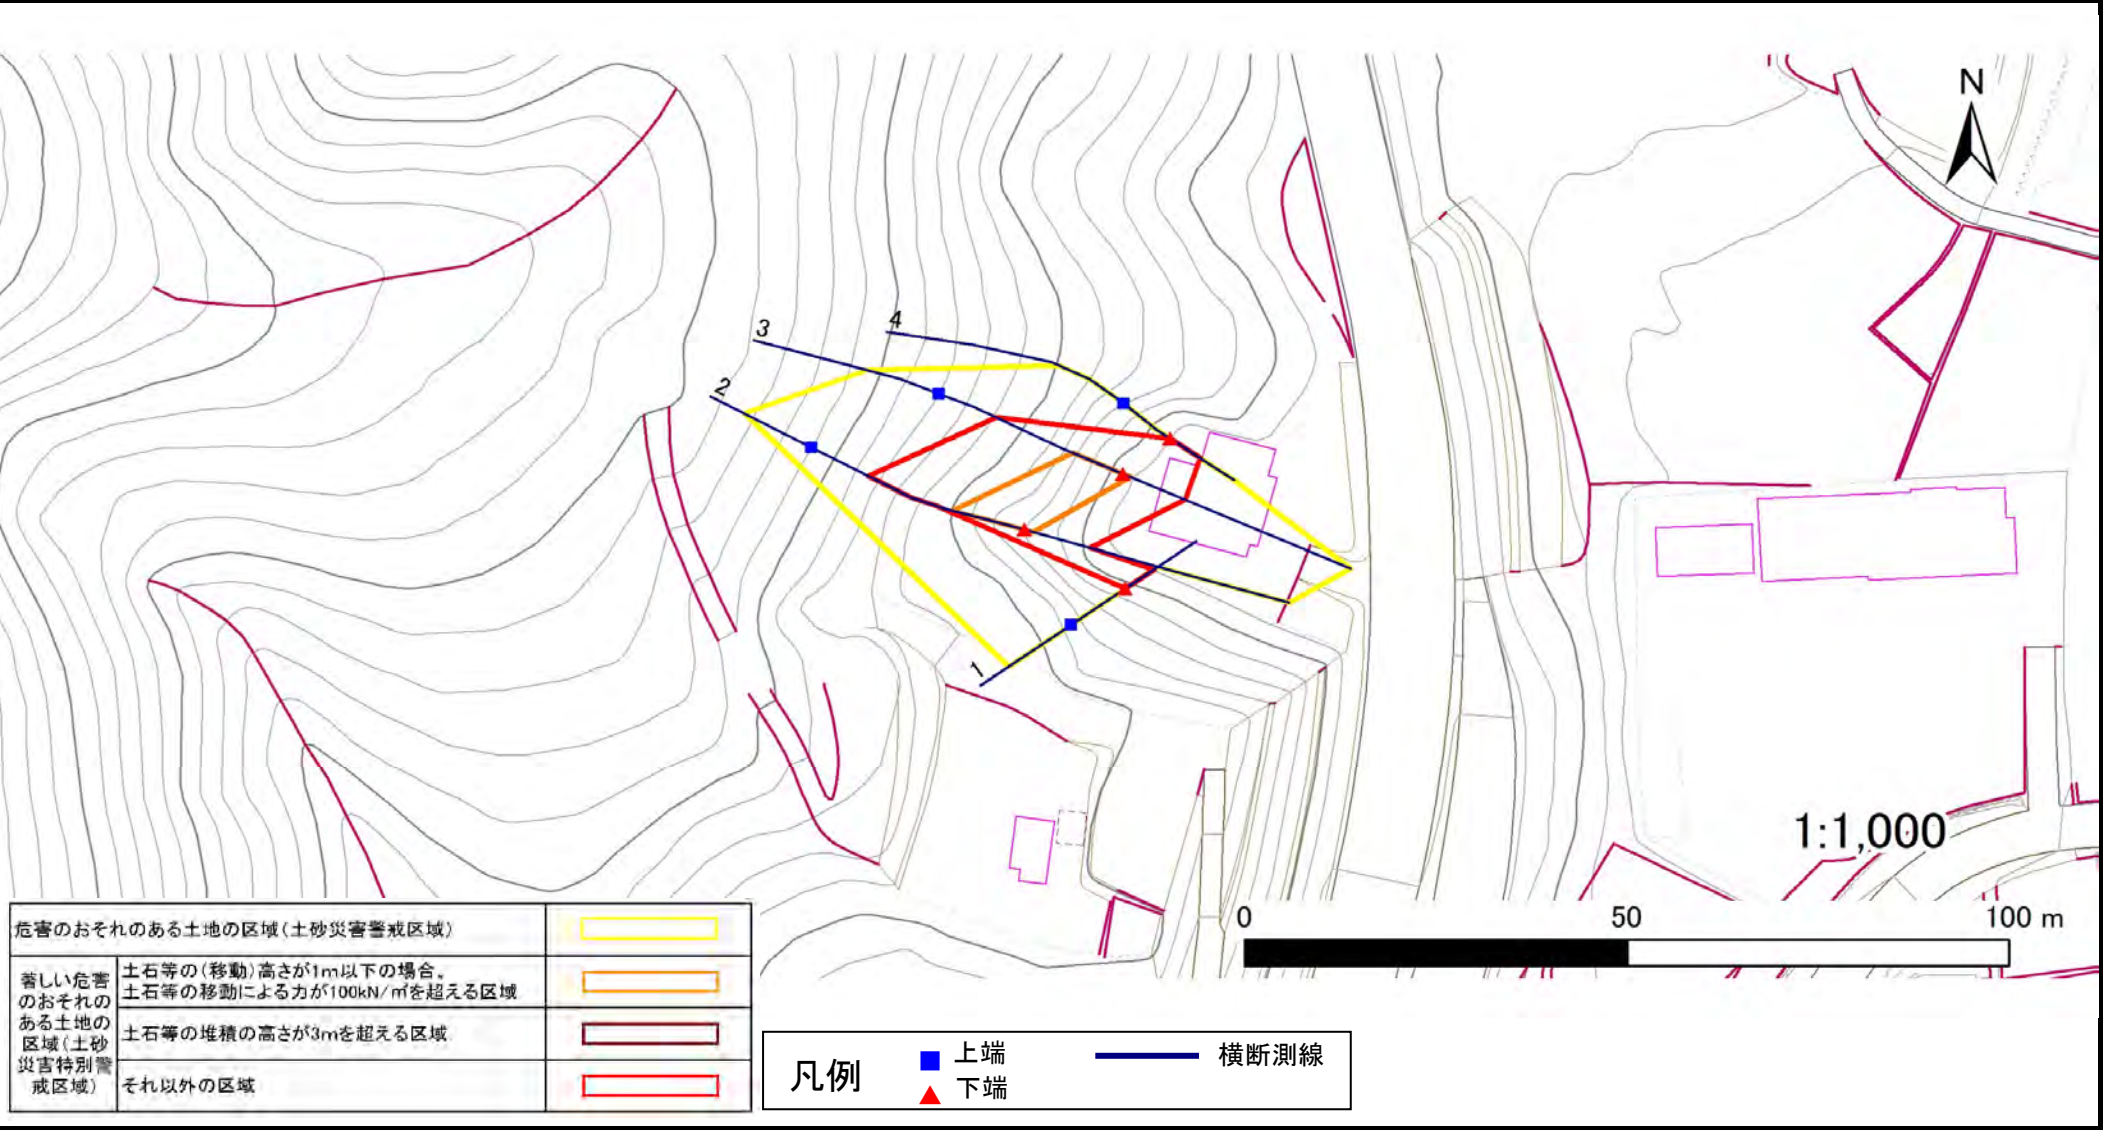 N
3
4
2
1
1:1,000
0 50 100 m
危害のおそれのある土地の区域(土砂災害警戒区域)
著しい危害
のおそれの
ある土地の
区域(土砂
災害特別警
戒区域)
土石等の(移動)高さが1m以下の場合、
土石等の移動による力が100kN/㎡を超える区域
土石等の堆積の高さが3mを超える区域
それ以外の区域
凡例
上端
下端
横断測線